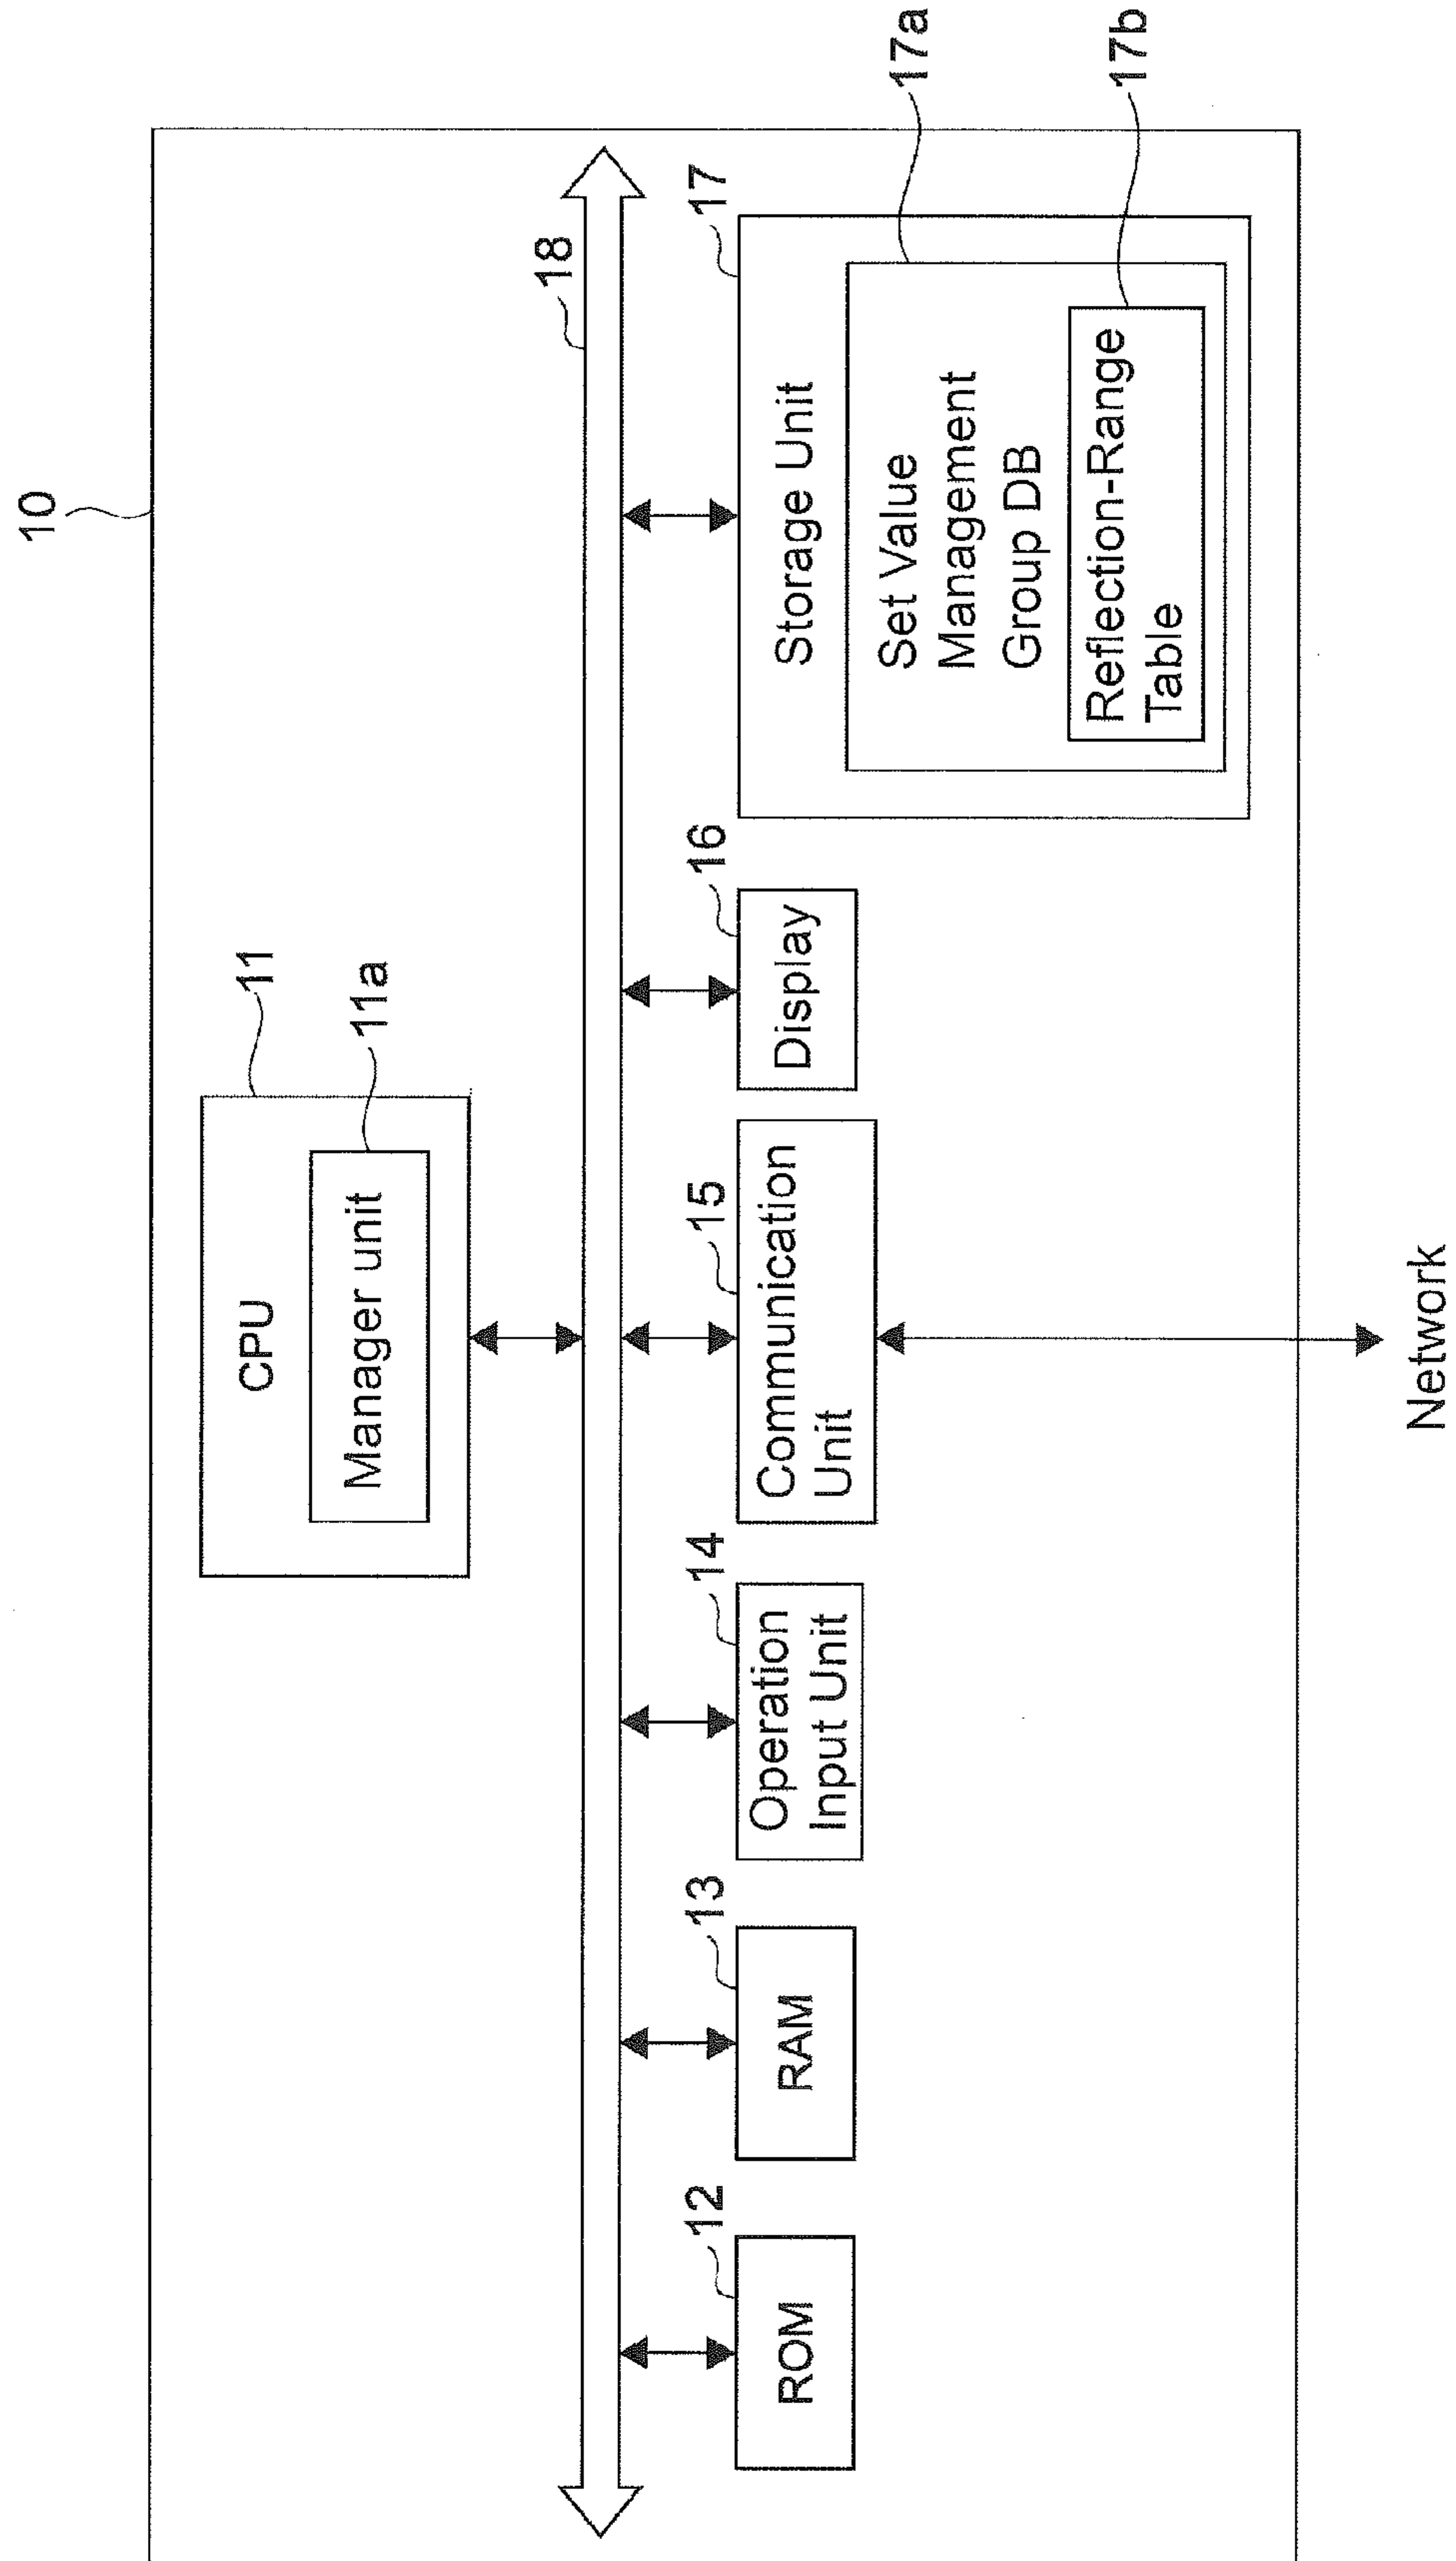 10
11
CPU
11a
Manager unit
18
12
ROM
13
RAM
14
Operation
Input Unit
15
Communication
Unit
16
Display
17
Storage Unit
17a
Set Value
Management
Group DB
17b
Reflection-Range
Table
Network